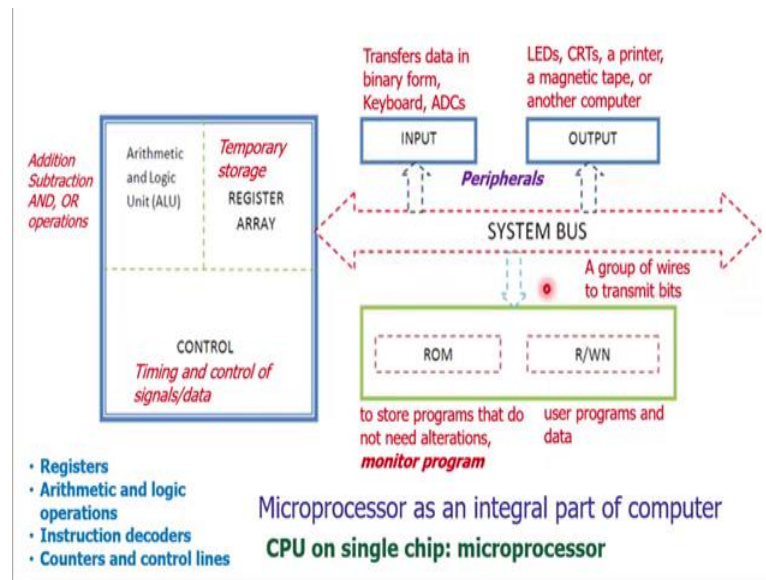 Transfers data in
binary form,
Keyboard, ADCs
LEDs, CRTs, a printer,
a magnetic tape, or
another computer
INPUT
OUTPUT
Peripherals
Addition
Subtraction
AND, OR
operations
Arithmetic
and Logic
Unit (ALU)
Temporary
storage
REGISTER
ARRAY
SYSTEM BUS
A group of wires
to transmit bits
CONTROL
Timing and control of
signals/data
ROM
R/WN
to store programs that do
not need alterations,
monitor program
user programs and
data
• Registers
• Arithmetic and logic
operations
• Instruction decoders
• Counters and control lines
Microprocessor as an integral part of computer
CPU on single chip: microprocessor